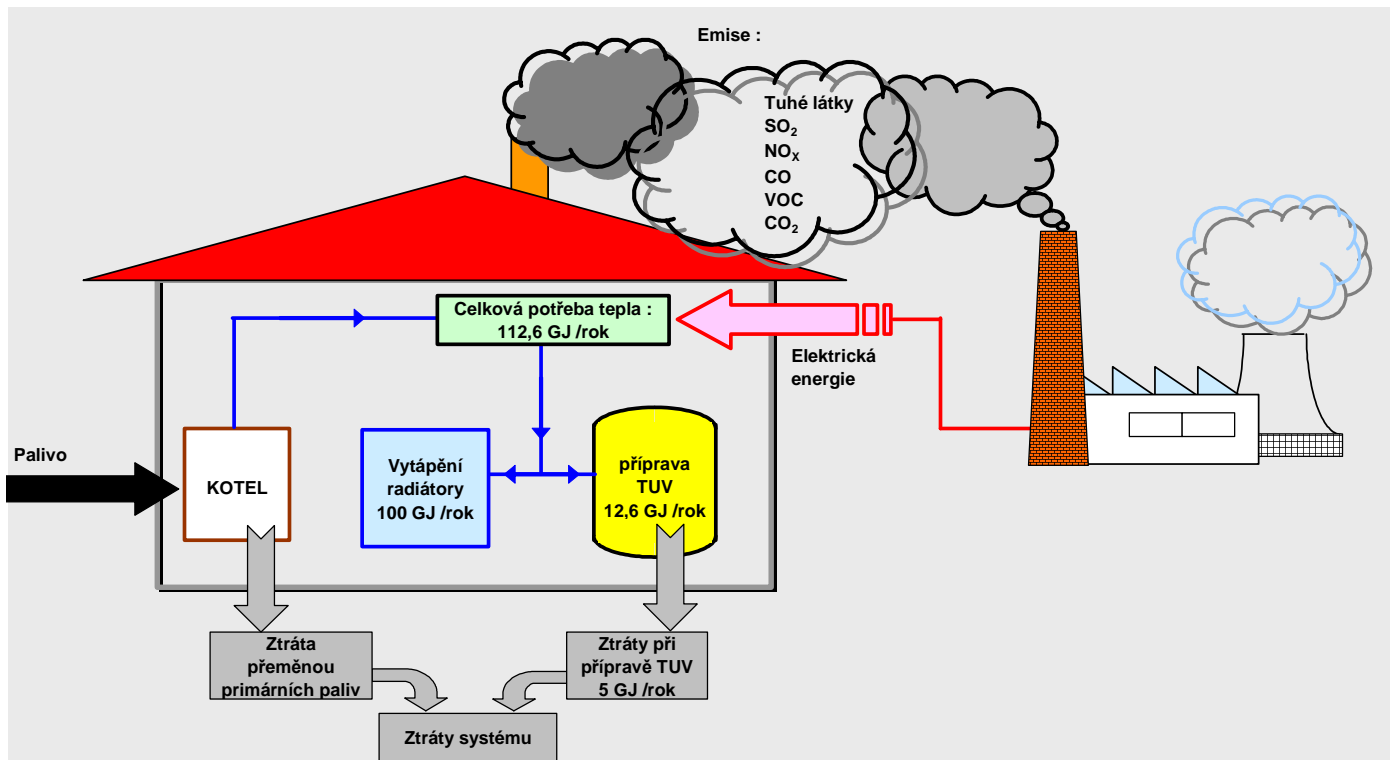 Emise :
Tuhé látky
SO₂
NOₓ
CO
VOC
CO₂
Celková potřeba tepla :
112,6 GJ /rok
Elektrická
energie
Palivo
KOTEL
Vytápění
radiátory
100 GJ /rok
příprava
TUV
12,6 GJ /rok
Ztráta
přeměnou
primárních paliv
Ztráty při
přípravě TUV
5 GJ /rok
Ztráty systému